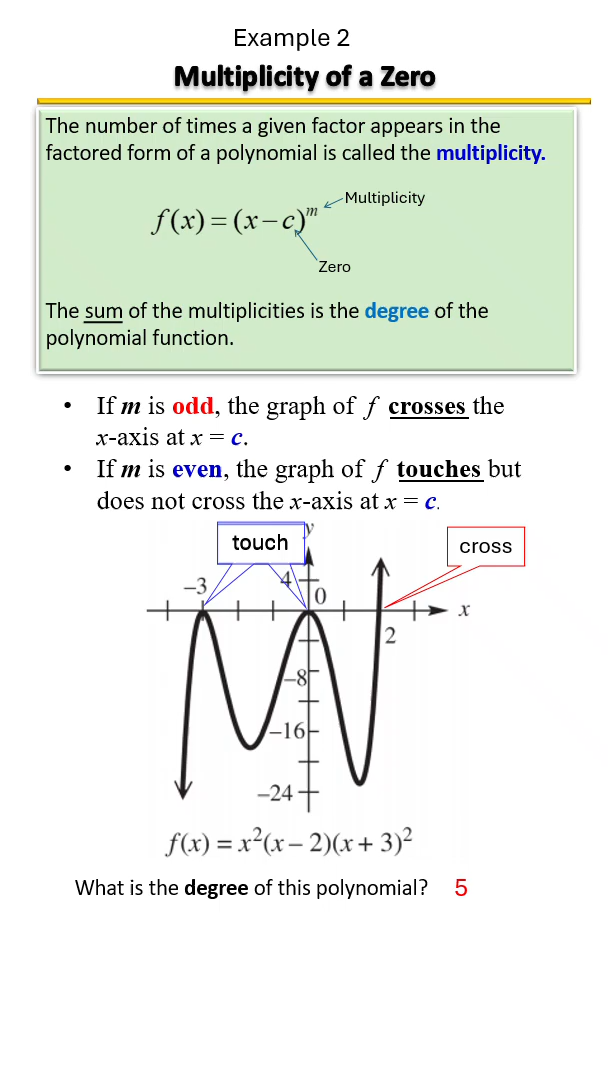 Example 2
Multiplicity of a Zero
The number of times a given factor appears in the
factored form of a polynomial is called the multiplicity.
Multiplicity
f(x) = (x − c)^m
Zero
The sum of the multiplicities is the degree of the
polynomial function.
• If m is odd, the graph of f crosses the
x-axis at x = c.
• If m is even, the graph of f touches but
does not cross the x-axis at x = c.
y
touch
cross
−3
4
0
x
2
−8
−16
−24
f(x) = x²(x − 2)(x + 3)²
What is the degree of this polynomial? 5